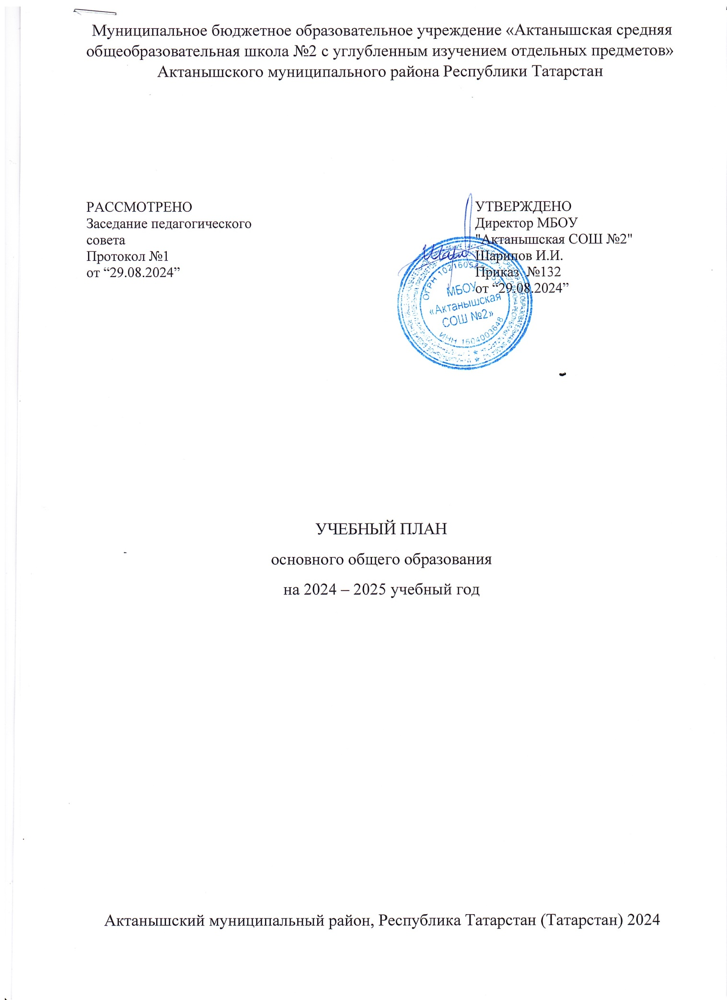 Муниципальное бюджетное образовательное учреждение «Актанышская средняя
общеобразовательная школа №2 с углубленным изучением отдельных предметов»
Актанышского муниципального района Республики Татарстан
РАССМОТРЕНО
Заседание педагогического
совета
Протокол №1
от “29.08.2024”
УТВЕРЖДЕНО
Директор МБОУ
"Актанышская СОШ №2"
Шарипов И.И.
Приказ №132
от “29.08.2024”
ОГРН
МБОУ
«Актанышская
СОШ №2»
ИНН 1604003648
УЧЕБНЫЙ ПЛАН
основного общего образования
на 2024 – 2025 учебный год
Актанышский муниципальный район, Республика Татарстан (Татарстан) 2024